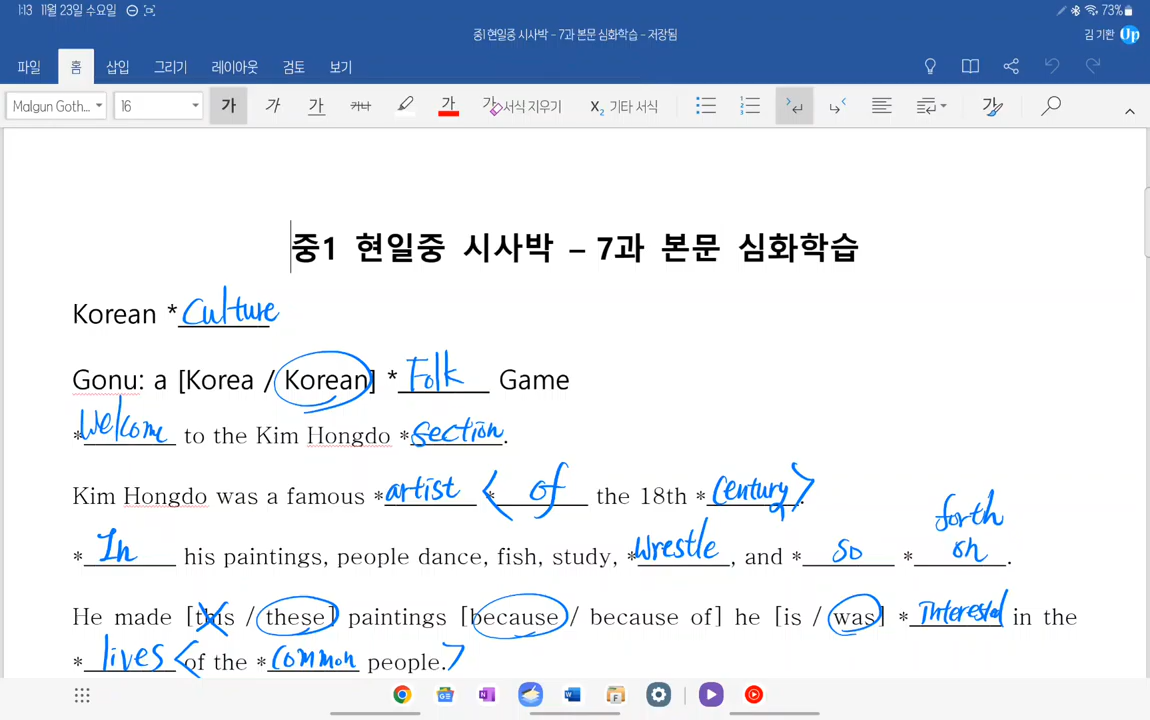 1:13 11월 23일 수요일 73%
중1 현일중 시사박 – 7과 본문 심화학습 – 저장됨
김 기환 Up
파일 홈 삽입 그리기 레이아웃 검토 보기
Malgun Goth... 16 가 가 가 가나 가 가 서식 지우기 X₂ 기타 서식 가
중1 현일중 시사박 – 7과 본문 심화학습
Korean *Culture
Gonu: a [Korea / Korean] *Folk Game
*Welcome to the Kim Hongdo *section.
Kim Hongdo was a famous *artist <*of the 18th *Century>.
forth
*In his paintings, people dance, fish, study, *wrestle, and *so *on.
He made [this / these] paintings [because / because of] he [is / was] *Interested in the
*lives <of the *common people.>